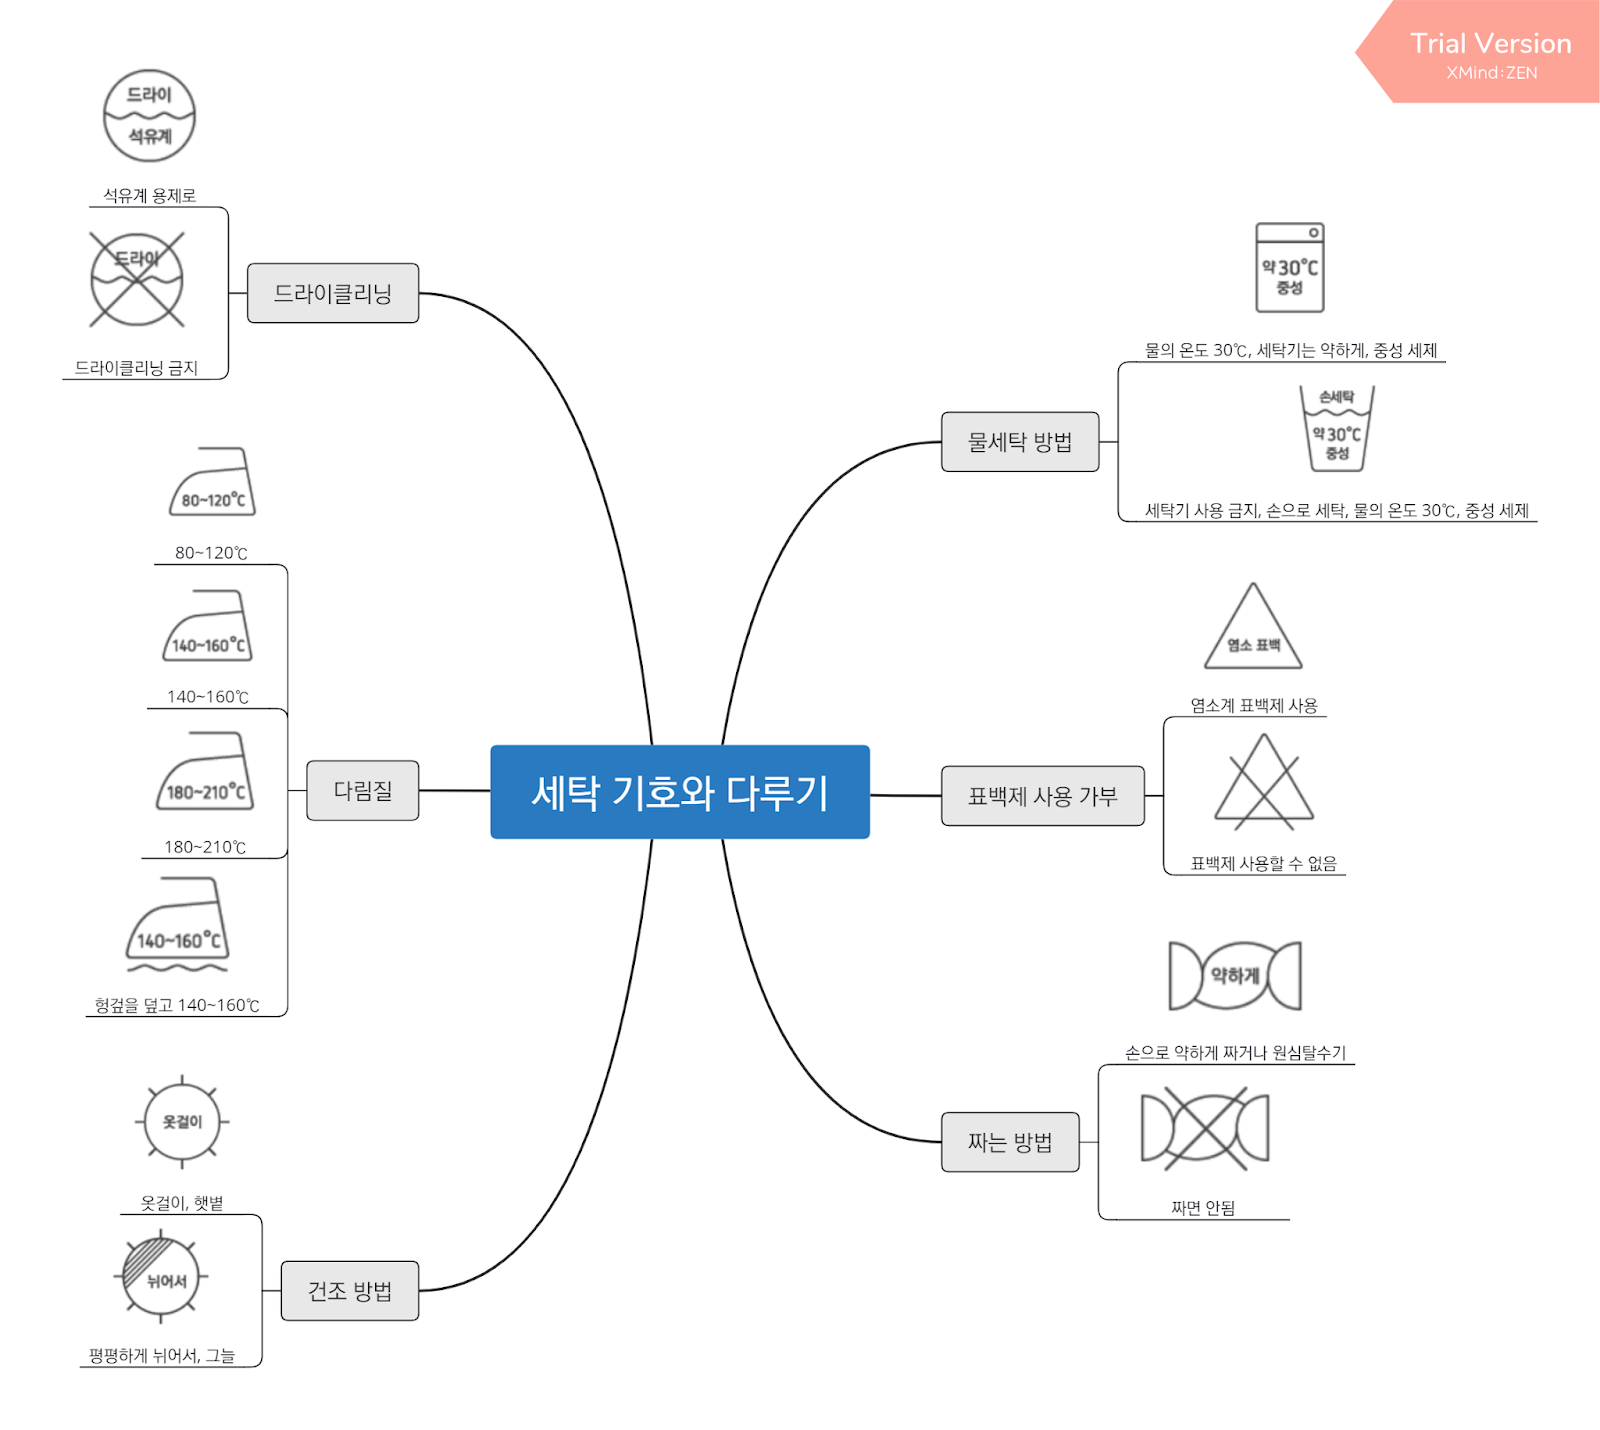 Trial Version
XMind:ZEN
세탁 기호와 다루기
물세탁 방법
약 30℃
중성
물의 온도 30℃, 세탁기는 약하게, 중성 세제
손세탁
약 30℃
중성
세탁기 사용 금지, 손으로 세탁, 물의 온도 30℃, 중성 세제
표백제 사용 가부
염소 표백
염소계 표백제 사용
표백제 사용할 수 없음
짜는 방법
약하게
손으로 약하게 짜거나 원심탈수기
짜면 안됨
드라이클리닝
드라이
석유계
석유계 용제로
드라이
드라이클리닝 금지
다림질
80~120℃
80~120℃
140~160℃
140~160℃
180~210℃
180~210℃
140~160℃
헝겊을 덮고 140~160℃
건조 방법
옷걸이
옷걸이, 햇볕
뉘어서
평평하게 뉘어서, 그늘